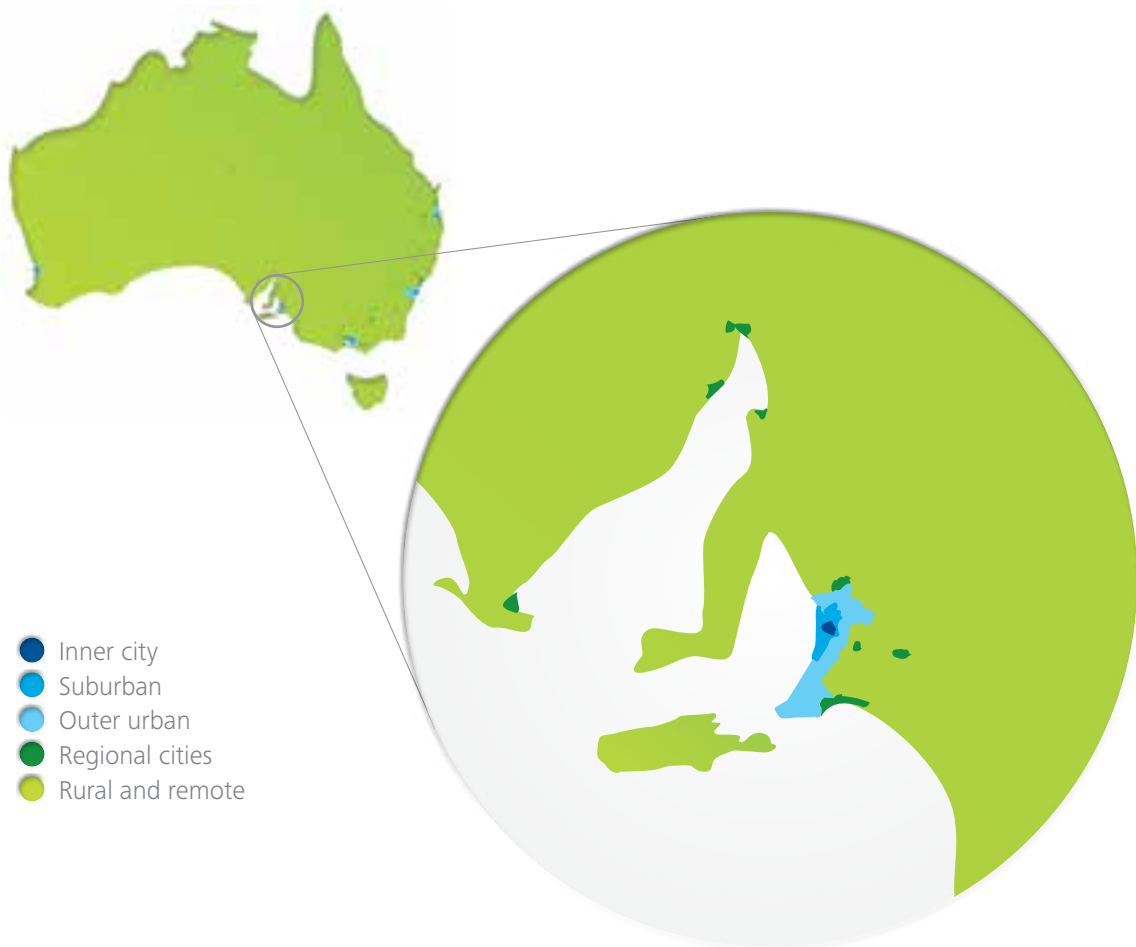 Inner city
Suburban
Outer urban
Regional cities
Rural and remote